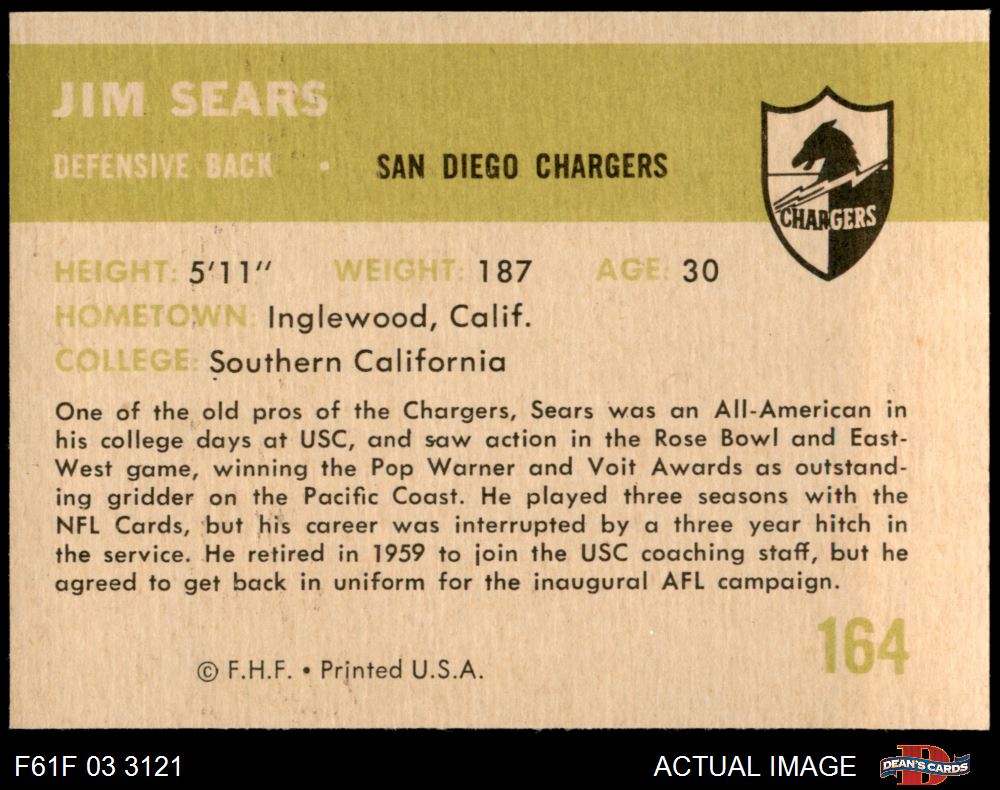 JIM SEARS
DEFENSIVE BACK • SAN DIEGO CHARGERS
CHARGERS
HEIGHT: 5'11" WEIGHT: 187 AGE: 30
HOMETOWN: Inglewood, Calif.
COLLEGE: Southern California
One of the old pros of the Chargers, Sears was an All-American in
his college days at USC, and saw action in the Rose Bowl and East-
West game, winning the Pop Warner and Voit Awards as outstand-
ing gridder on the Pacific Coast. He played three seasons with the
NFL Cards, but his career was interrupted by a three year hitch in
the service. He retired in 1959 to join the USC coaching staff, but he
agreed to get back in uniform for the inaugural AFL campaign.
164
© F.H.F. • Printed U.S.A.
F61F 03 3121
ACTUAL IMAGE
DEAN'S CARDS